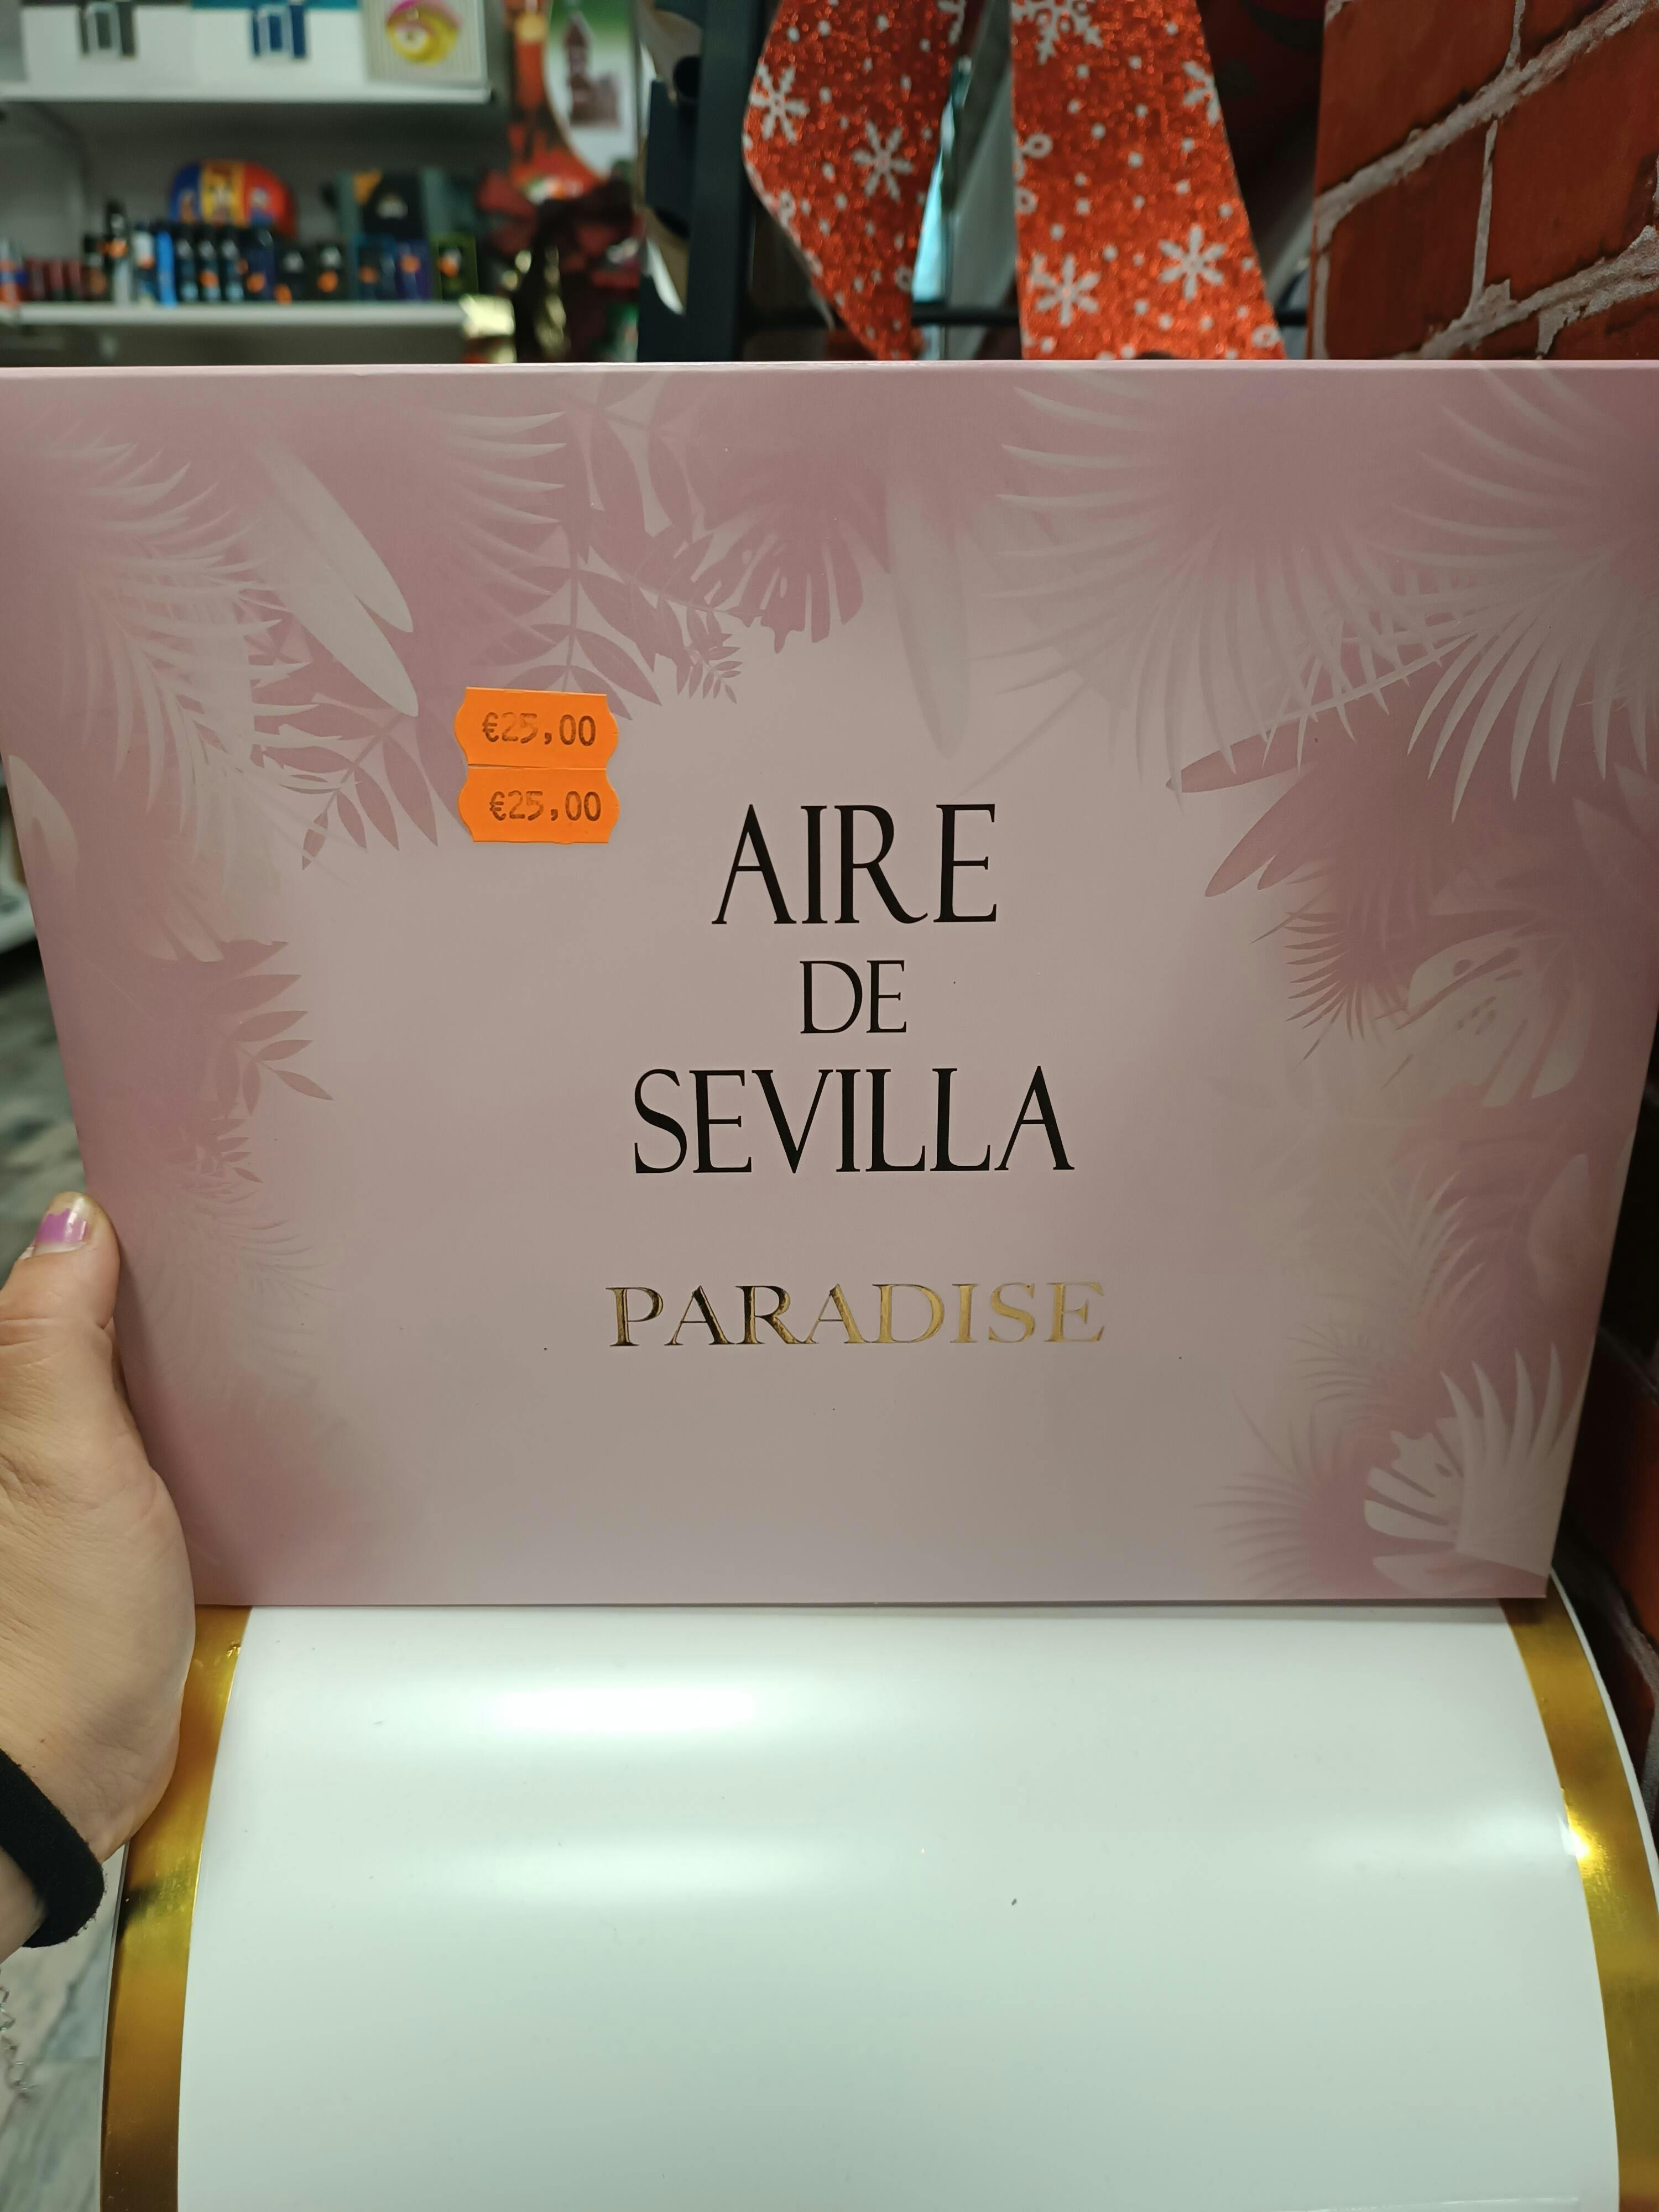 €25,00
€25,00
AIRE
DE
SEVILLA
PARADISE